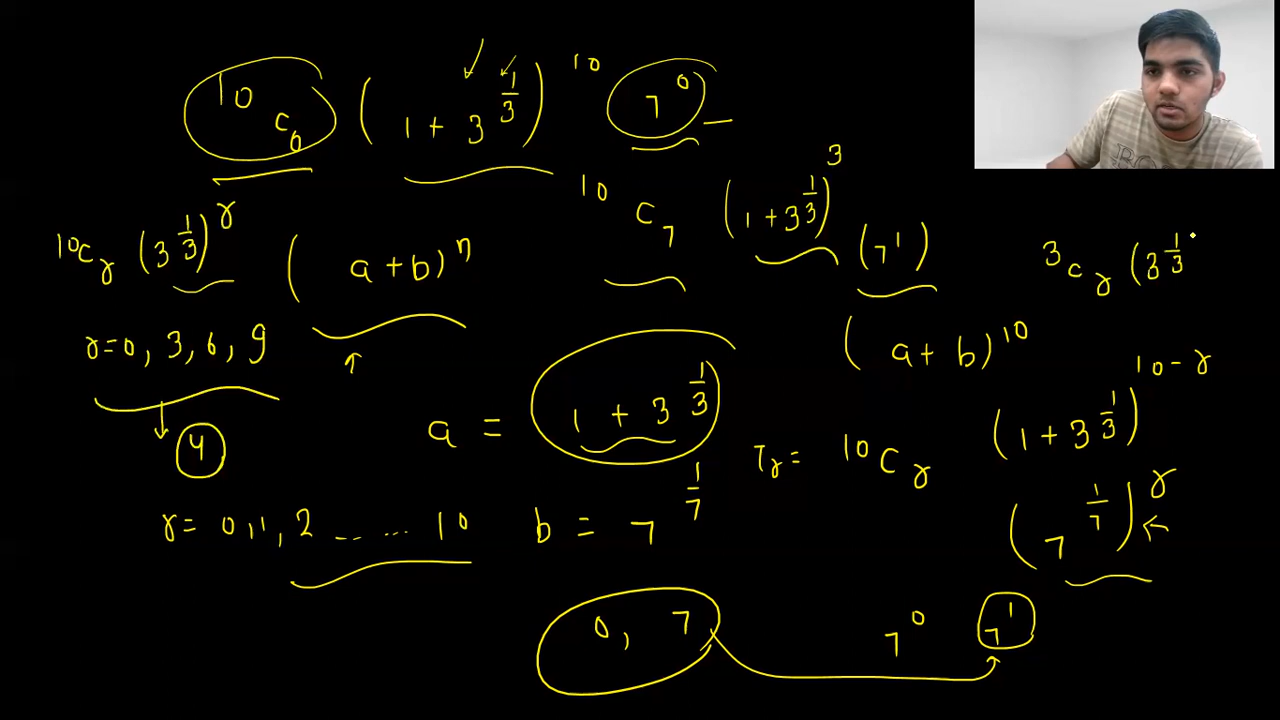 10C0 (1 + 3^{1/3})^{10} 7^0
10C7 (1 + 3^{1/3})^3 (7^1)
10Cr (3^{1/3})^r (a+b)^n
3Cr (3^{1/3}
r=0, 3, 6, 9
(a+b)^{10}
4
a = 1 + 3^{1/3}
Tr = 10Cr (1 + 3^{1/3})^{10-r}
(7^{1/7})^r
r = 0, 1, 2 ... ... 10
b = 7^{1/7}
0, 7
7^0 7^1